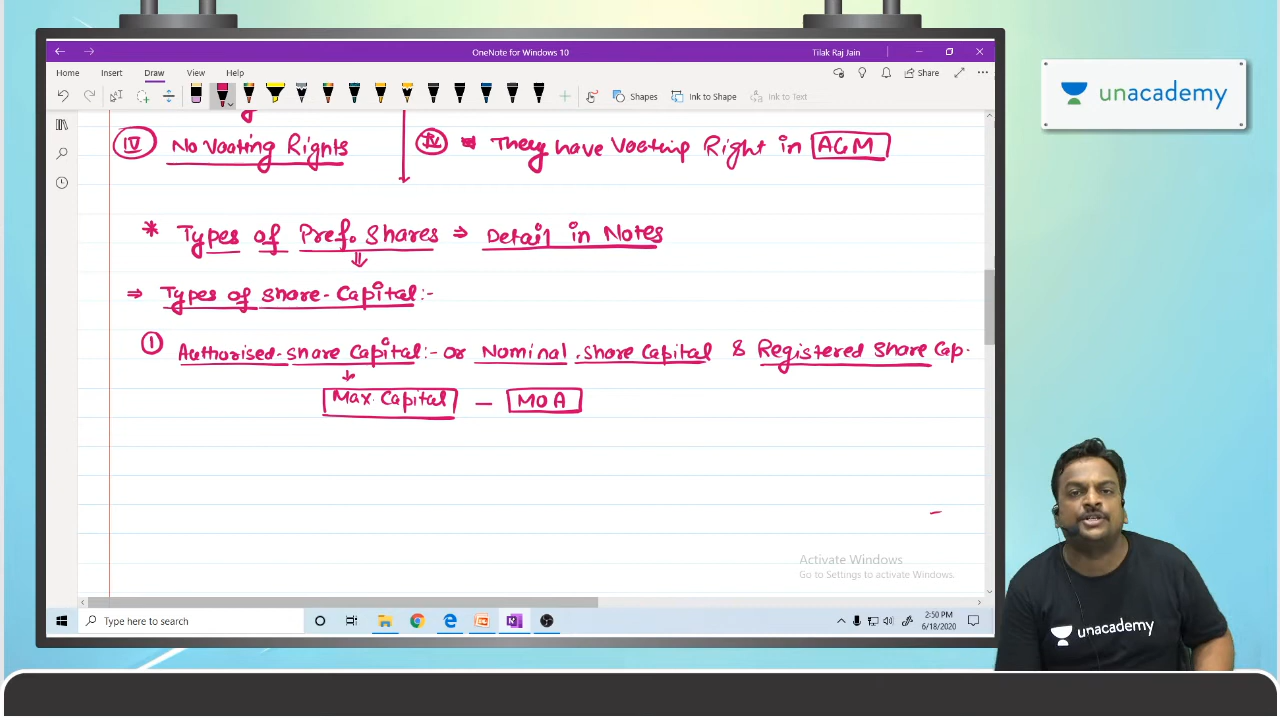 OneNote for Windows 10
Tilak Raj Jain
Home Insert Draw View Help
Share
Shapes Ink to Shape Ink to Text
unacademy
IV No Vooting Rights
IV They have Vooting Right in AGM
* Types of Pref. Shares ⇒ Detail in Notes
⇒ Types of Share-Capital:-
① Authorised-share Capital:- or Nominal share Capital & Registered Share Cap.
Max. Capital - MOA
Activate Windows
Go to Settings to activate Windows.
unacademy
Type here to search
2:50 PM
6/18/2020